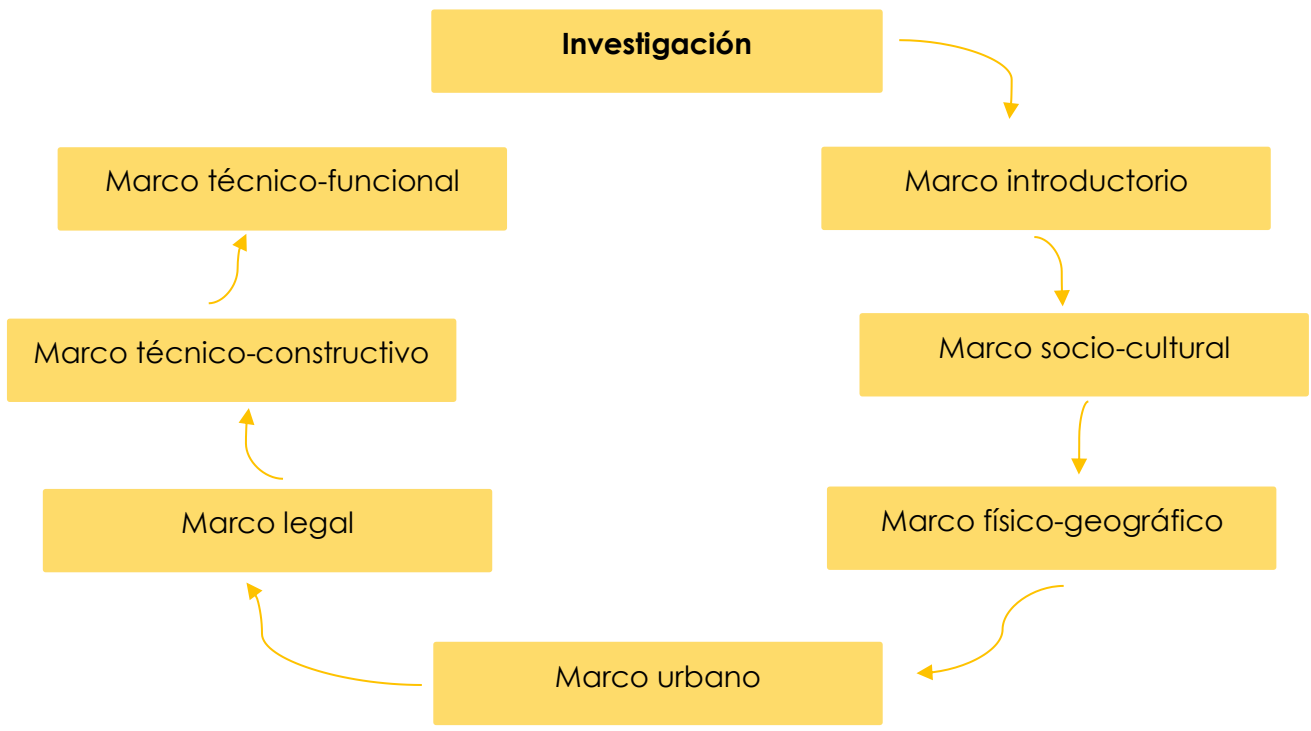 Investigación
Marco introductorio
Marco socio-cultural
Marco físico-geográfico
Marco urbano
Marco legal
Marco técnico-constructivo
Marco técnico-funcional